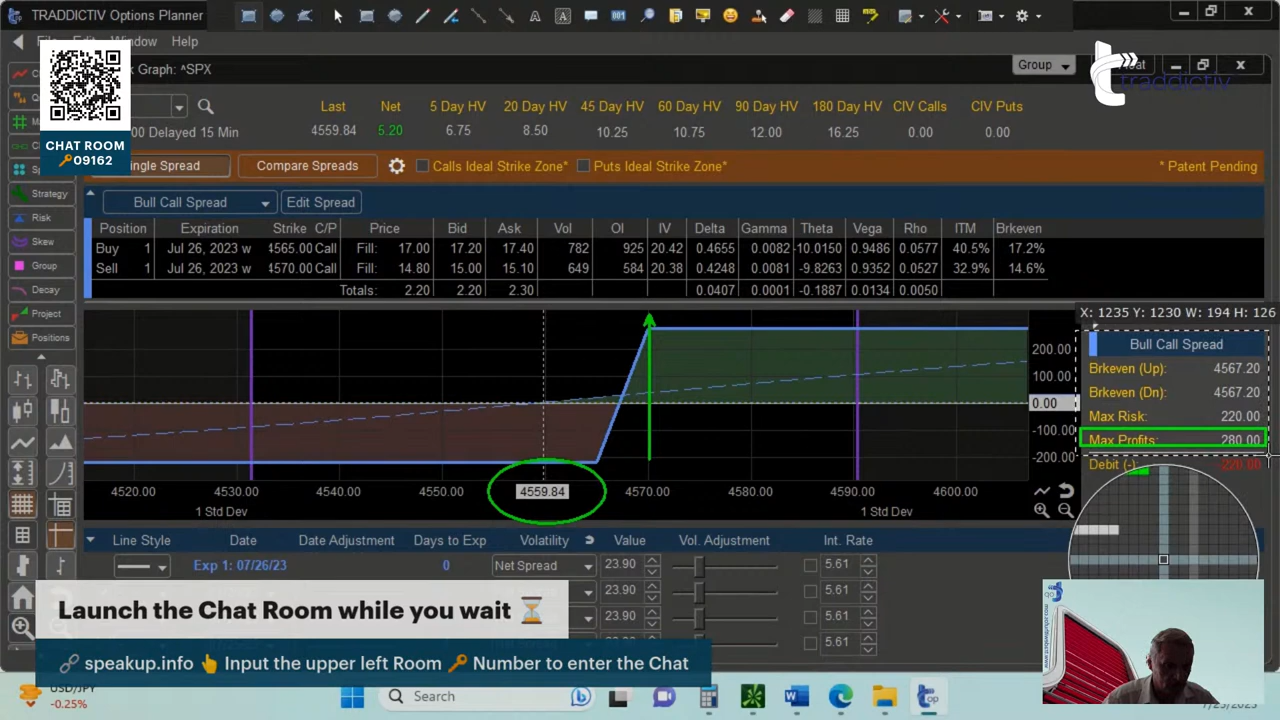 TRADDICTIV Options Planner
File Edit Window Help
Graph: ^SPX
Group
traddictiv
CHAT ROOM
🔑09162
Last Net 5 Day HV 20 Day HV 45 Day HV 60 Day HV 90 Day HV 180 Day HV CIV Calls CIV Puts
00 Delayed 15 Min 4559.84 5.20 6.75 8.50 10.25 10.75 12.00 16.25 0.00 0.00
ingle Spread Compare Spreads Calls Ideal Strike Zone* Puts Ideal Strike Zone* * Patent Pending
Bull Call Spread Edit Spread
Position Expiration Strike C/P Price Bid Ask Vol OI IV Delta Gamma Theta Vega Rho ITM Brkeven
Buy 1 Jul 26, 2023 w 4565.00 Call Fill: 17.00 17.20 17.40 782 925 20.42 0.4655 0.0082 -10.0150 0.9486 0.0577 40.5% 17.2%
Sell 1 Jul 26, 2023 w 4570.00 Call Fill: 14.80 15.00 15.10 649 584 20.38 0.4248 0.0081 -9.8263 0.9352 0.0527 32.9% 14.6%
Totals: 2.20 2.20 2.30 0.0407 0.0001 -0.1887 0.0134 0.0050
Strategy
Risk
Skew
Group
Decay
Project
Positions
X: 1235 Y: 1230 W: 194 H: 126
Bull Call Spread
Brkeven (Up): 4567.20
Brkeven (Dn): 4567.20
Max Risk: 220.00
Max Profits: 280.00
Debit (-): -220.00
200.00
100.00
0.00
-100.00
-200.00
4520.00 4530.00 4540.00 4550.00 4559.84 4570.00 4580.00 4590.00 4600.00
1 Std Dev 1 Std Dev
Line Style Date Date Adjustment Days to Exp Volatility Value Vol. Adjustment Int. Rate
Exp 1: 07/26/23 0 Net Spread 23.90 5.61
23.90 5.61
23.90 5.61
5.61
Launch the Chat Room while you wait ⏳
🔗 speakup.info 👆 Input the upper left Room 🔑 Number to enter the Chat
USD/JPY
-0.25%
Search